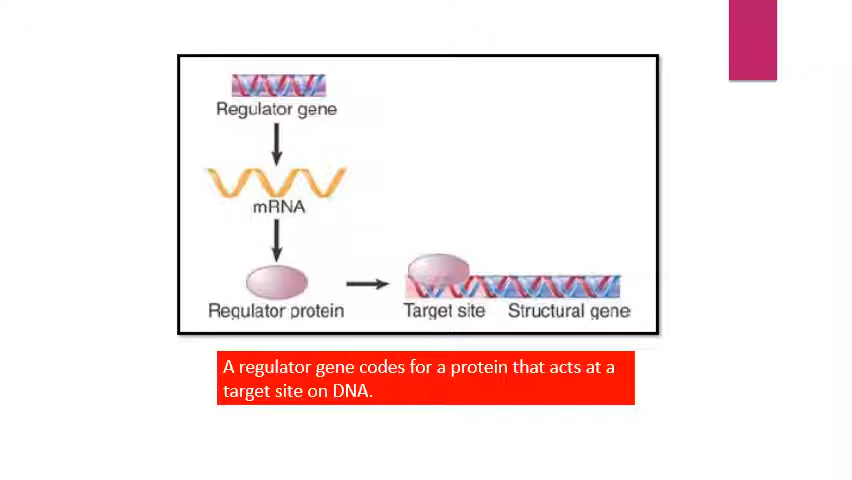 Regulator gene
mRNA
Regulator protein
Target site
Structural gene
A regulator gene codes for a protein that acts at a
target site on DNA.